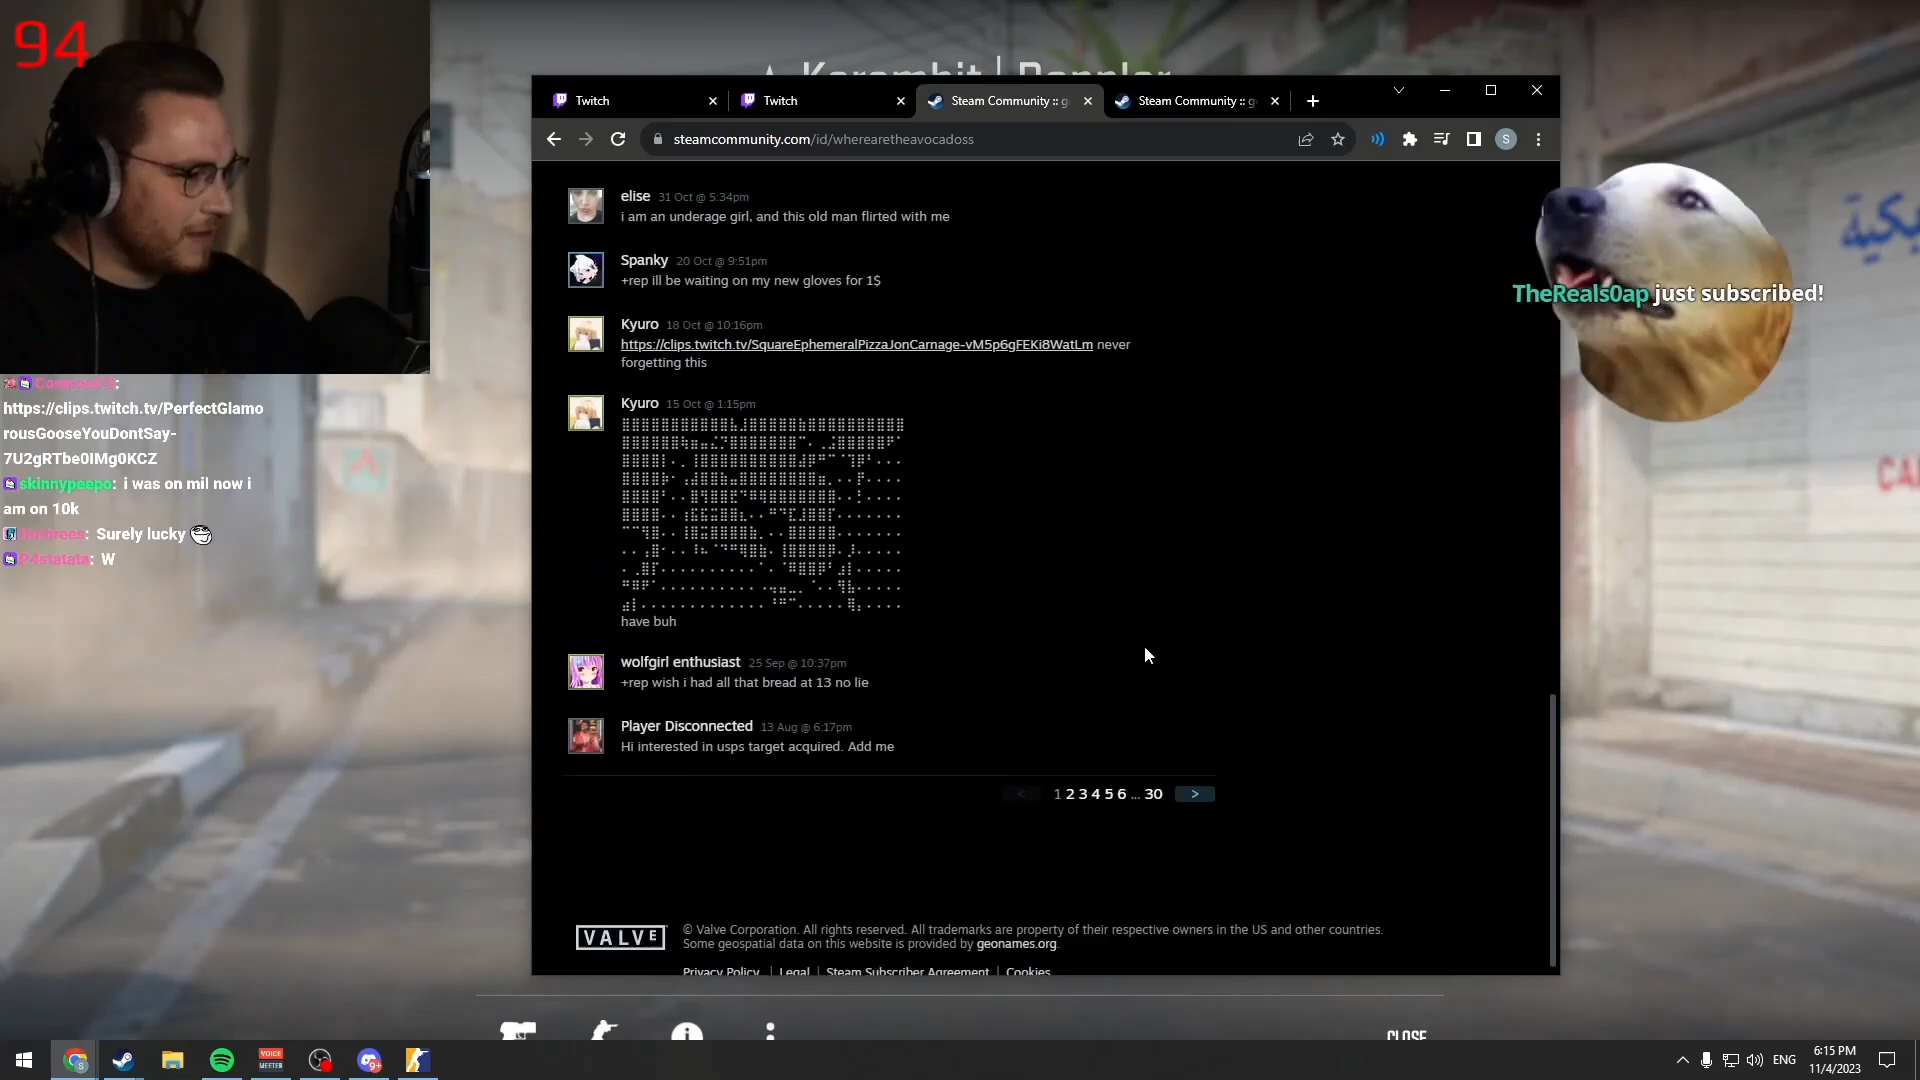 94
Twitch
Twitch
Steam Community :: g
Steam Community :: g
steamcommunity.com/id/wherearetheavocadoss
S
elise 31 Oct @ 5:34pm
i am an underage girl, and this old man flirted with me
Spanky 20 Oct @ 9:51pm
+rep ill be waiting on my new gloves for 1$
Kyuro 18 Oct @ 10:16pm
https://clips.twitch.tv/SquareEphemeralPizzaJonCarnage-vM5p6gFEKi8WatLm never
forgetting this
Kyuro 15 Oct @ 1:15pm
have buh
wolfgirl enthusiast 25 Sep @ 10:37pm
+rep wish i had all that bread at 13 no lie
Player Disconnected 13 Aug @ 6:17pm
Hi interested in usps target acquired. Add me
< 1 2 3 4 5 6 ... 30 >
VALVE
© Valve Corporation. All rights reserved. All trademarks are property of their respective owners in the US and other countries.
Some geospatial data on this website is provided by geonames.org.
Privacy Policy | Legal | Steam Subscriber Agreement | Cookies
TheReals0ap just subscribed!
https://clips.twitch.tv/PerfectGlamo
rousGooseYouDontSay-
7U2gRTbe0IMg0KCZ
skinnypeepo: i was on mil now i
am on 10k
Surely lucky
P4statata: W
CLOSE
VOICE
MEETER
9+
ENG
6:15 PM
11/4/2023